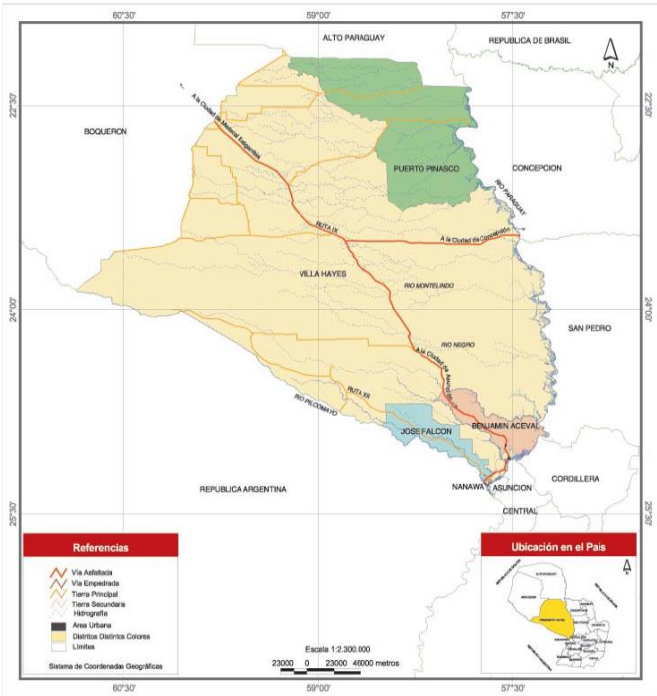 60°30'
59°00'
57°30'
ALTO PARAGUAY
REPUBLICA DE BRASIL
N
22°30'
22°30'
BOQUERON
A la Ciudad de Mariscal Estigarribia
PUERTO PINASCO
CONCEPCION
RIO PARAGUAY
RUTA IX
A la Ciudad de Concepción
VILLA HAYES
RIO MONTELINDO
24°00'
24°00'
SAN PEDRO
RIO NEGRO
A la Ciudad de Asunción
RUTA XII
RIO PILCOMAYO
BENJAMIN ACEVAL
JOSE FALCON
CORDILLERA
NANAWA
ASUNCION
REPUBLICA ARGENTINA
CENTRAL
25°30'
25°30'
Referencias
Vía Asfaltada
Vía Empedrada
Tierra Principal
Tierra Secundaria
Hidrografía
Area Urbana
Distritos Distintos Colores
Límites
Sistema de Coordenadas Geográficas
Escala 1:2.300.000
23000 0 23000 46000 metros
Ubicación en el Pais
N
60°30'
59°00'
57°30'